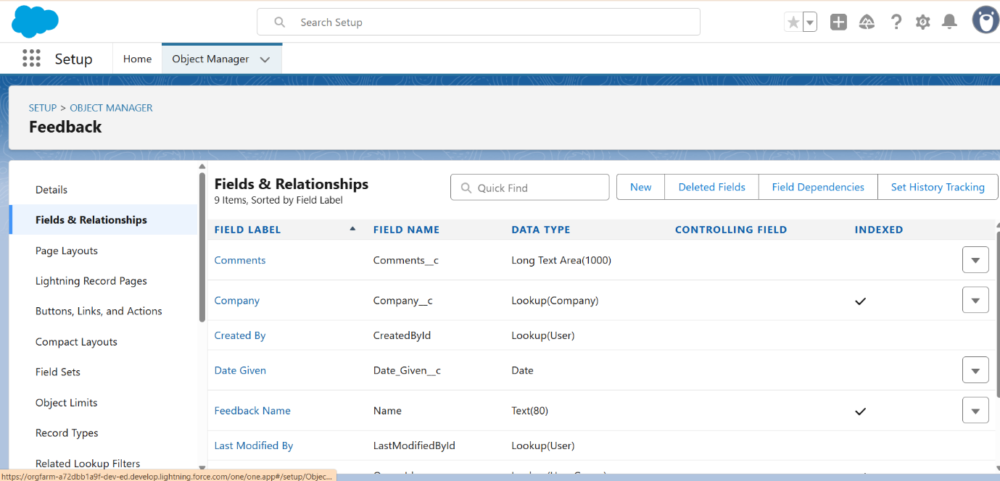 Search Setup
Setup
Home
Object Manager
SETUP > OBJECT MANAGER
Feedback
Details
Fields & Relationships
Page Layouts
Lightning Record Pages
Buttons, Links, and Actions
Compact Layouts
Field Sets
Object Limits
Record Types
Related Lookup Filters
Fields & Relationships
9 Items, Sorted by Field Label
Quick Find
New
Deleted Fields
Field Dependencies
Set History Tracking
FIELD LABEL FIELD NAME DATA TYPE CONTROLLING FIELD INDEXED
Comments Comments__c Long Text Area(1000)
Company Company__c Lookup(Company)
Created By CreatedById Lookup(User)
Date Given Date_Given__c Date
Feedback Name Name Text(80)
Last Modified By LastModifiedById Lookup(User)
https://orgfarm-a72dbb1a9f-dev-ed.develop.lightning.force.com/one/one.app#/setup/Objec...